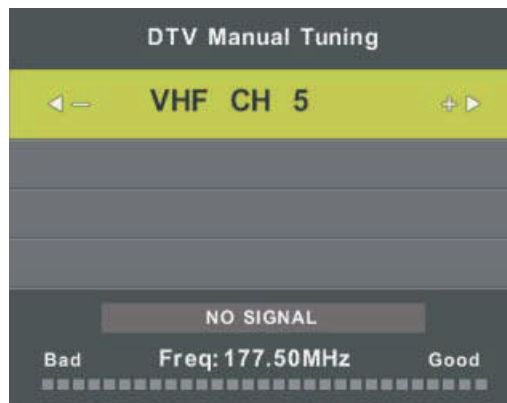 DTV Manual Tuning
VHF CH 5
NO SIGNAL
Bad Freq:177.50MHz Good